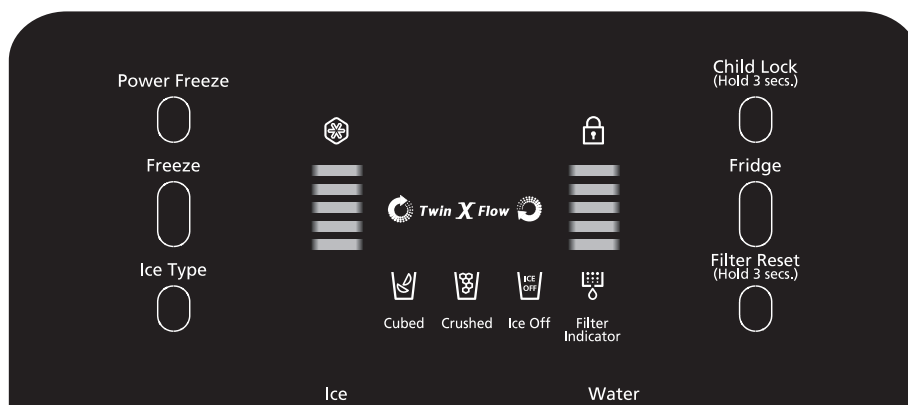 Power Freeze
Freeze
Ice Type
Child Lock
(Hold 3 secs.)
Fridge
Filter Reset
(Hold 3 secs.)
Twin X Flow
ICE
OFF
Cubed
Crushed
Ice Off
Filter
Indicator
Ice
Water